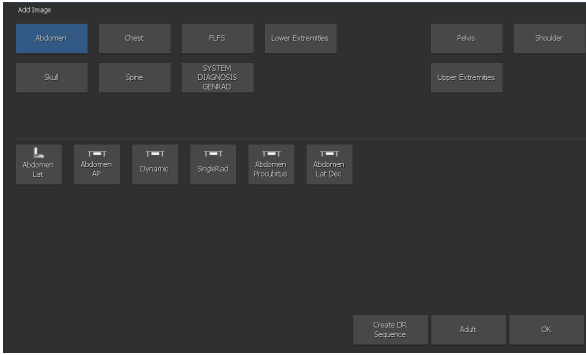 Add Image
Abdomen
Chest
FLFS
Lower Extremities
Pelvis
Shoulder
Skull
Spine
SYSTEM
DIAGNOSIS
GENRAD
Upper Extremities
Abdomen
Lat
Abdomen
AP
Dynamic
SingleRad
Abdomen
Procubitus
Abdomen
Lat Dec
Create DR
Sequence
Adult
OK